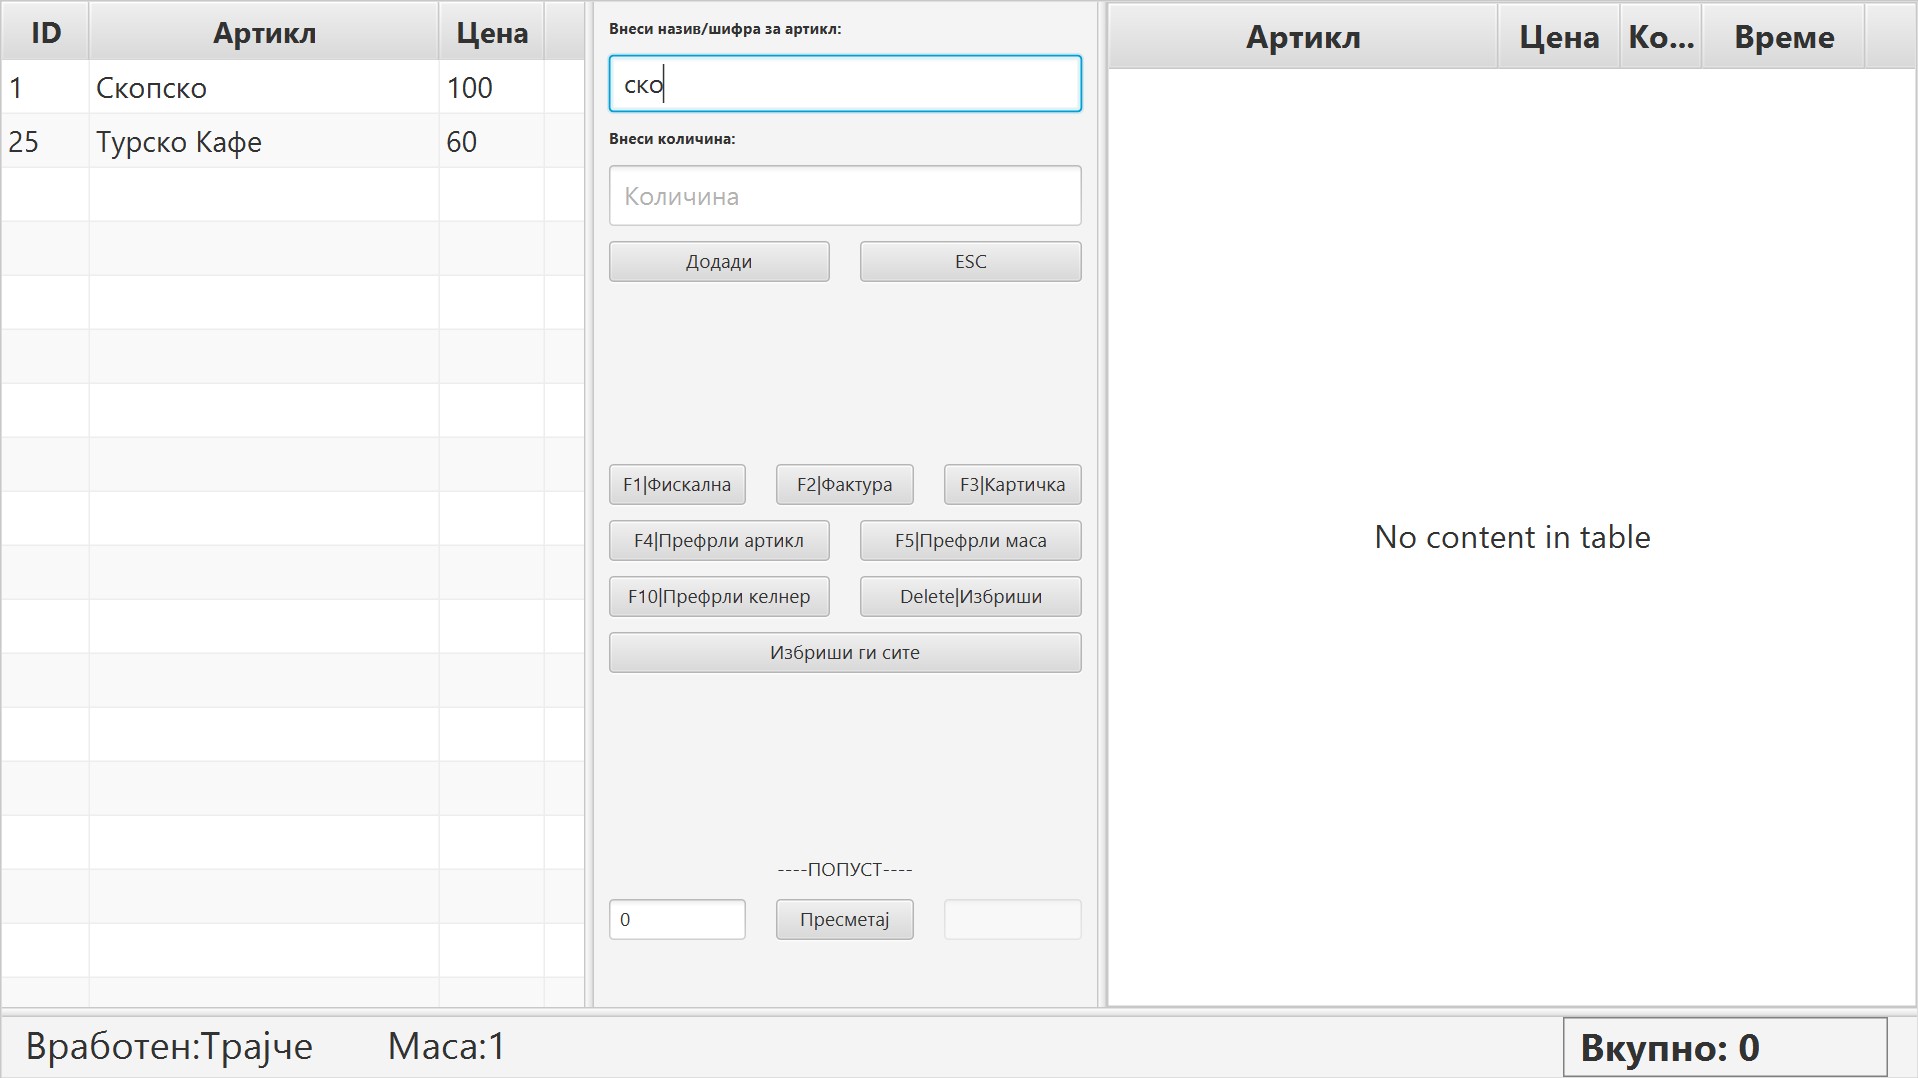 ID Артикл Цена
1 Скопско 100
25 Турско Кафе 60
Внеси назив/шифра за артикл:
ско
Внеси количина:
Количина
Додади ESC
F1|Фискална F2|Фактура F3|Картичка
F4|Префрли артикл F5|Префрли маса
F10|Префрли келнер Delete|Избриши
Избриши ги сите
----ПОПУСТ----
0 Пресметај
Артикл Цена Ко... Време
No content in table
Вработен:Трајче Маса:1 Вкупно: 0